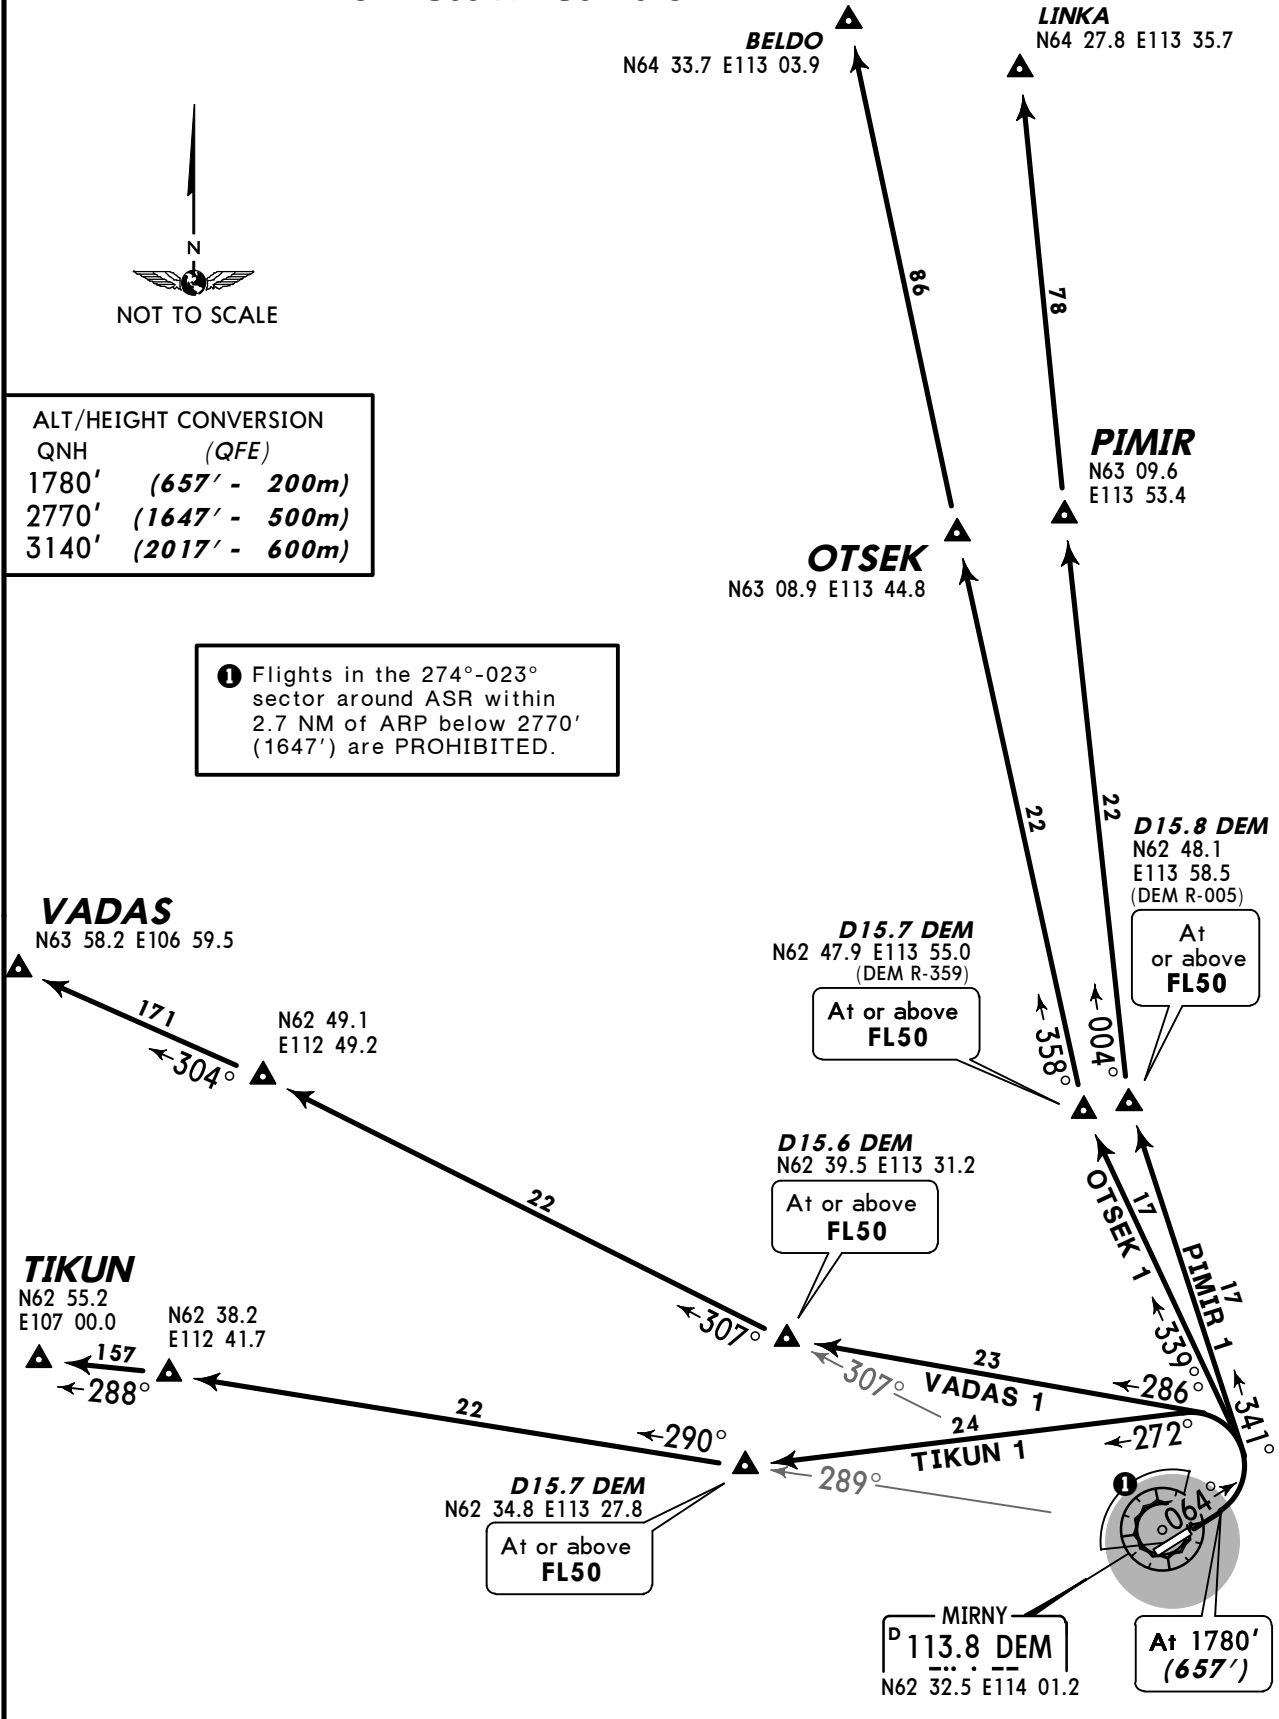 BELDO
N64 33.7 E113 03.9
LINKA
N64 27.8 E113 35.7
N
NOT TO SCALE
86
78
ALT/HEIGHT CONVERSION
QNH (QFE)
1780' (657' - 200m)
2770' (1647' - 500m)
3140' (2017' - 600m)
PIMIR
N63 09.6
E113 53.4
OTSEK
N63 08.9 E113 44.8
1 Flights in the 274°-023°
sector around ASR within
2.7 NM of ARP below 2770'
(1647') are PROHIBITED.
22
22
D15.8 DEM
N62 48.1
E113 58.5
(DEM R-005)
At
or above
FL50
VADAS
N63 58.2 E106 59.5
D15.7 DEM
N62 47.9 E113 55.0
(DEM R-359)
At or above
FL50
171
304°
N62 49.1
E112 49.2
358°
004°
D15.6 DEM
N62 39.5 E113 31.2
At or above
FL50
22
307°
OTSEK 1
17
PIMIR 1
17
339°
341°
TIKUN
N62 55.2
E107 00.0
N62 38.2
E112 41.7
157
288°
22
290°
307°
23
VADAS 1
286°
24
TIKUN 1
272°
289°
D15.7 DEM
N62 34.8 E113 27.8
At or above
FL50
1
064°
MIRNY
D 113.8 DEM
N62 32.5 E114 01.2
At 1780'
(657')